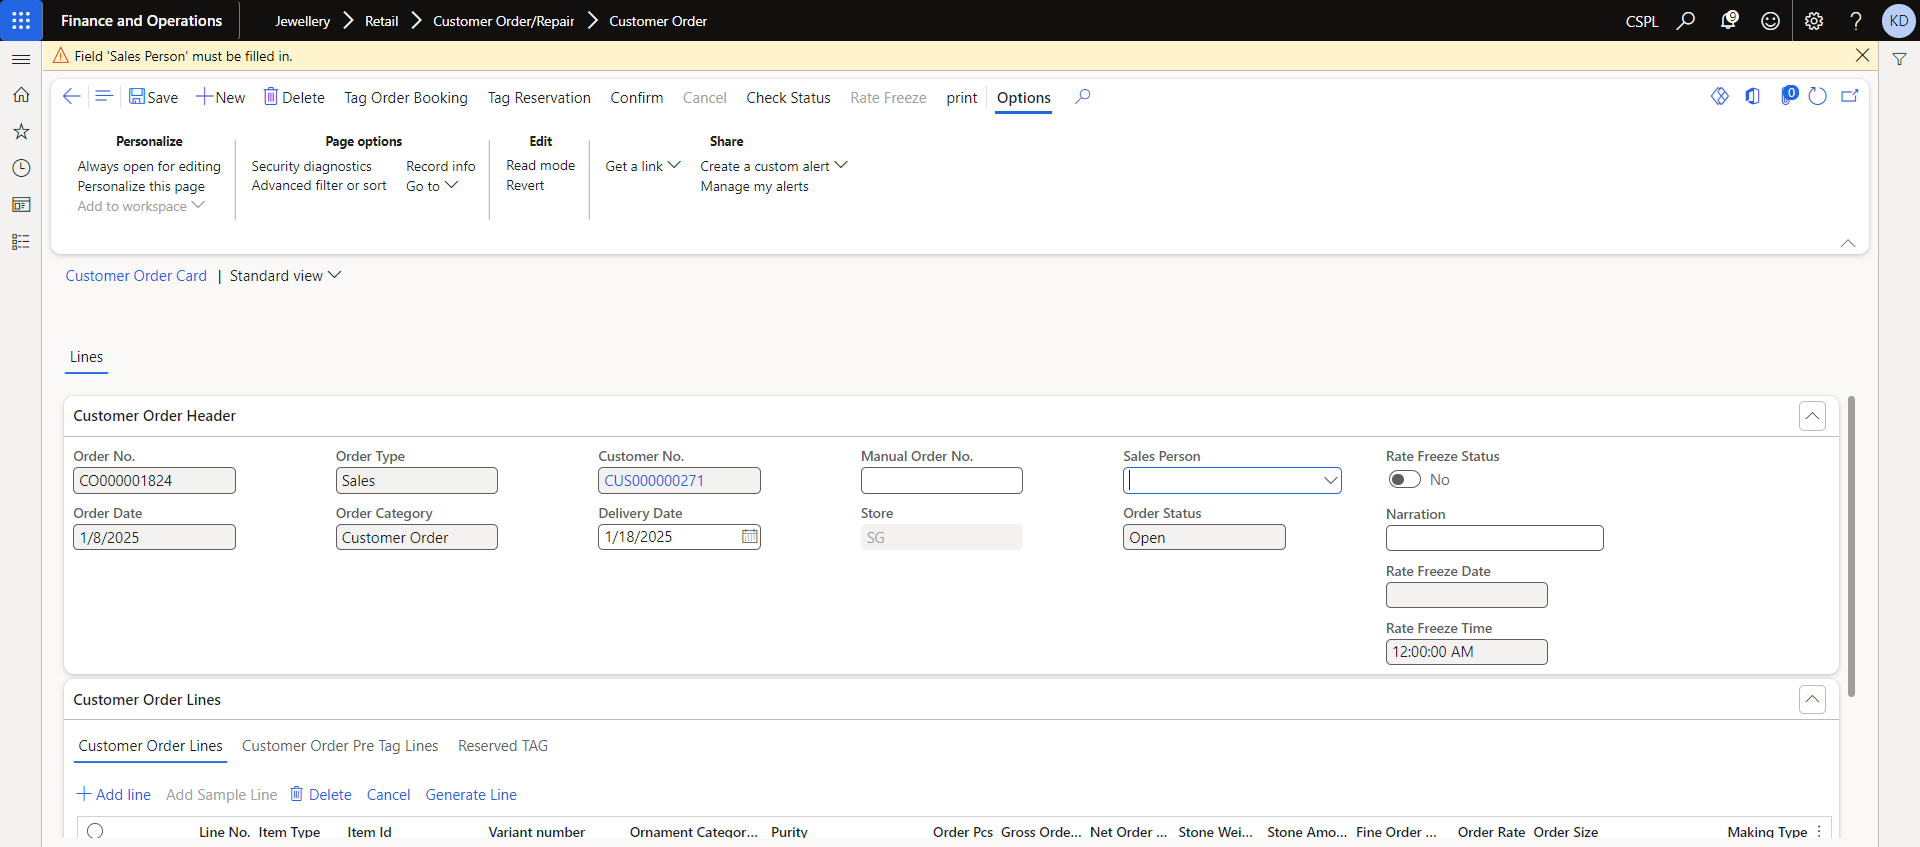 Finance and Operations
Jewellery Retail Customer Order/Repair Customer Order
CSPL 9 ? KD
Field 'Sales Person' must be filled in.
Save New Delete Tag Order Booking Tag Reservation Confirm Cancel Check Status Rate Freeze print Options 0
Personalize Page options Edit Share
Always open for editing Security diagnostics Record info Read mode Get a link Create a custom alert
Personalize this page Advanced filter or sort Go to Revert Manage my alerts
Add to workspace
Customer Order Card | Standard view
Lines
Customer Order Header
Order No. Order Type Customer No. Manual Order No. Sales Person Rate Freeze Status
CO000001824 Sales CUS000000271 No
Order Date Order Category Delivery Date Store Order Status Narration
1/8/2025 Customer Order 1/18/2025 SG Open
Rate Freeze Date
Rate Freeze Time
12:00:00 AM
Customer Order Lines
Customer Order Lines Customer Order Pre Tag Lines Reserved TAG
Add line Add Sample Line Delete Cancel Generate Line
Line No. Item Type Item Id Variant number Ornament Categor... Purity Order Pcs Gross Orde... Net Order ... Stone Wei... Stone Amo... Fine Order ... Order Rate Order Size Making Type